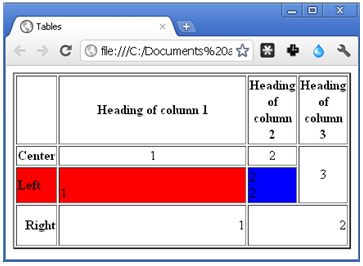 Tables
file:///C:/Documents%20a
Heading of column 1
Heading
of
column
2
Heading
of
column
3
Center 1 2
3
Left 1 2
2
Right 1 2